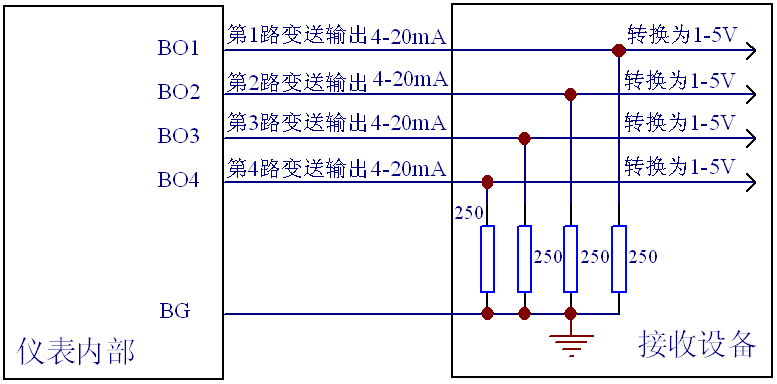 BO1 第1路变送输出 4-20mA 转换为1-5V
BO2 第2路变送输出 4-20mA 转换为1-5V
BO3 第3路变送输出 4-20mA 转换为1-5V
BO4 第4路变送输出 4-20mA 转换为1-5V
250
250 250 250
BG
仪表内部 接收设备